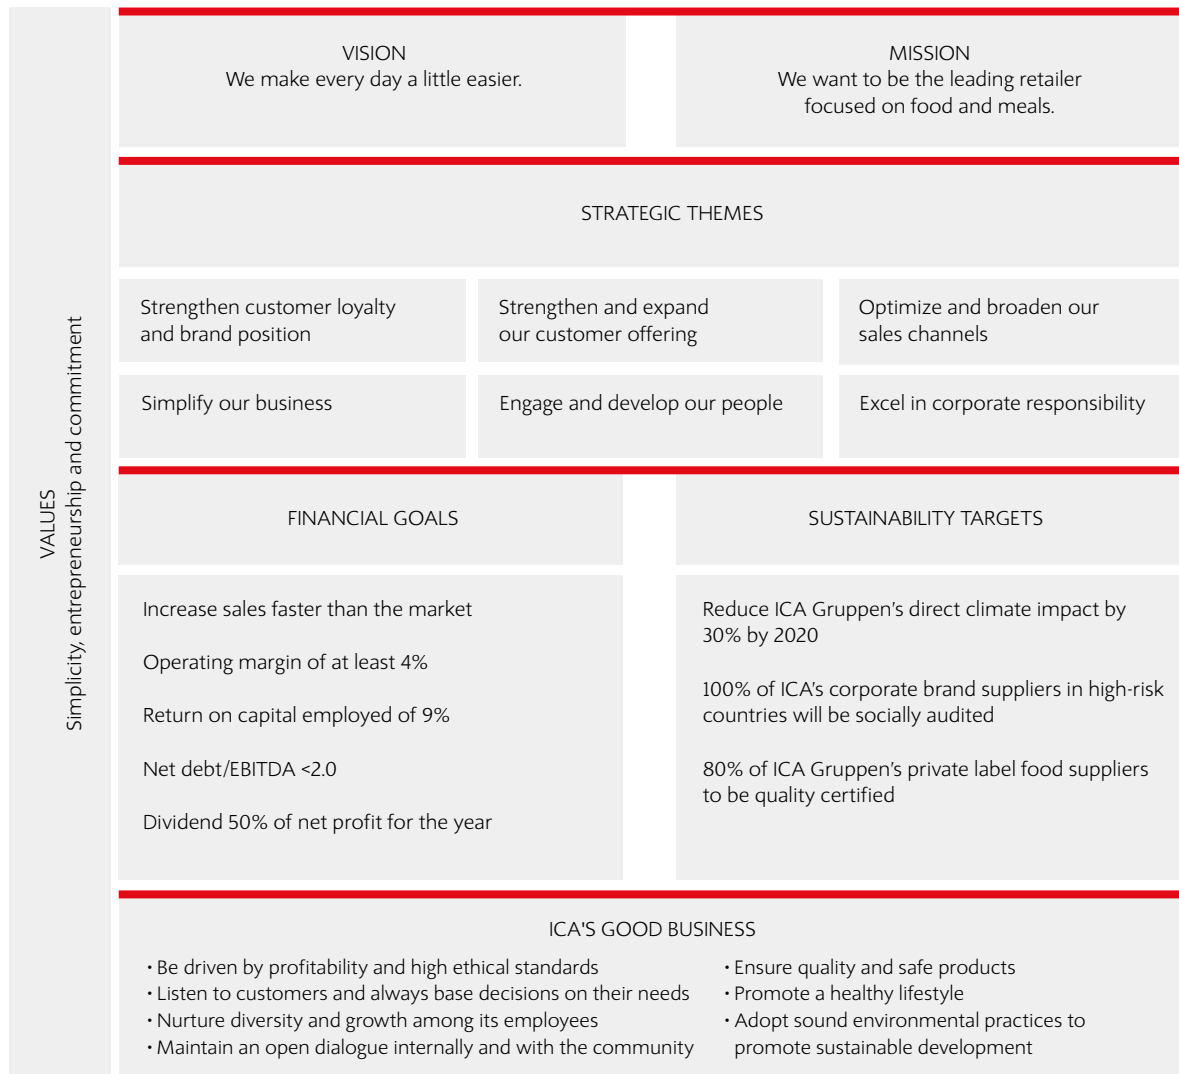 VALUES
Simplicity, entrepreneurship and commitment
VISION
We make every day a little easier.
MISSION
We want to be the leading retailer
focused on food and meals.
STRATEGIC THEMES
Strengthen customer loyalty
and brand position
Strengthen and expand
our customer offering
Optimize and broaden our
sales channels
Simplify our business
Engage and develop our people
Excel in corporate responsibility
FINANCIAL GOALS
Increase sales faster than the market
Operating margin of at least 4%
Return on capital employed of 9%
Net debt/EBITDA <2.0
Dividend 50% of net profit for the year
SUSTAINABILITY TARGETS
Reduce ICA Gruppen’s direct climate impact by
30% by 2020
100% of ICA’s corporate brand suppliers in high-risk
countries will be socially audited
80% of ICA Gruppen’s private label food suppliers
to be quality certified
ICA'S GOOD BUSINESS
• Be driven by profitability and high ethical standards
• Listen to customers and always base decisions on their needs
• Nurture diversity and growth among its employees
• Maintain an open dialogue internally and with the community
• Ensure quality and safe products
• Promote a healthy lifestyle
• Adopt sound environmental practices to
promote sustainable development